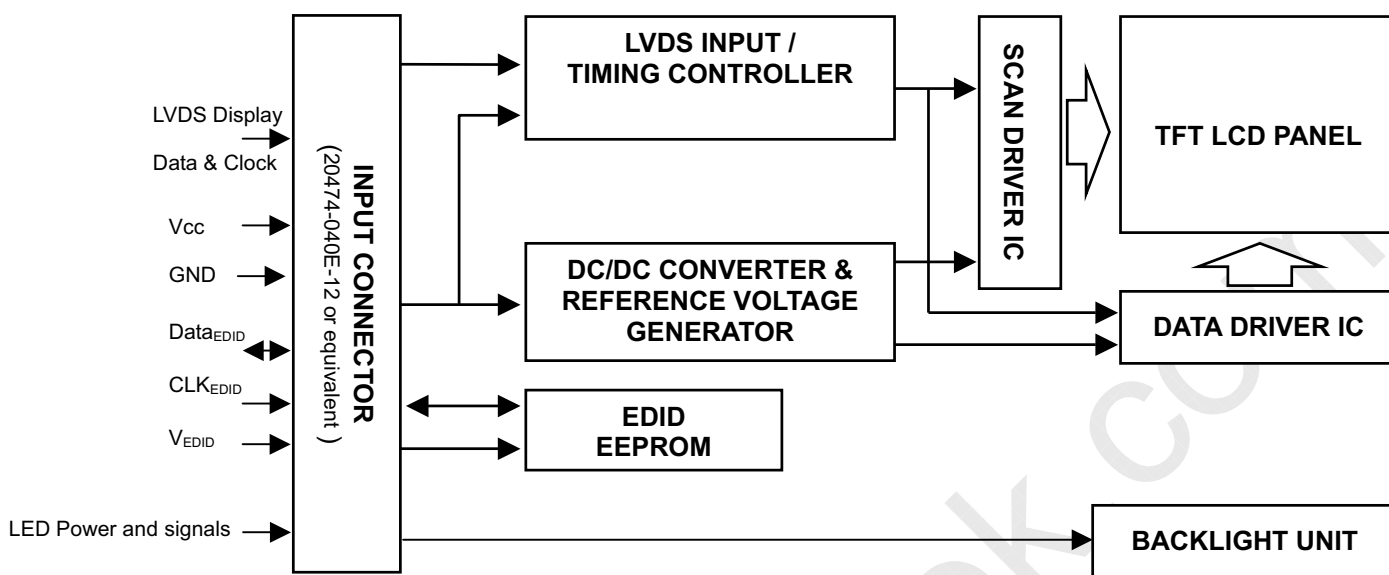 LVDS Display
Data & Clock
Vcc
GND
DataEDID
CLKEDID
VEDID
LED Power and signals
INPUT CONNECTOR
(20474-040E-12 or equivalent )
LVDS INPUT /
TIMING CONTROLLER
DC/DC CONVERTER &
REFERENCE VOLTAGE
GENERATOR
EDID
EEPROM
SCAN DRIVER IC
TFT LCD PANEL
DATA DRIVER IC
BACKLIGHT UNIT